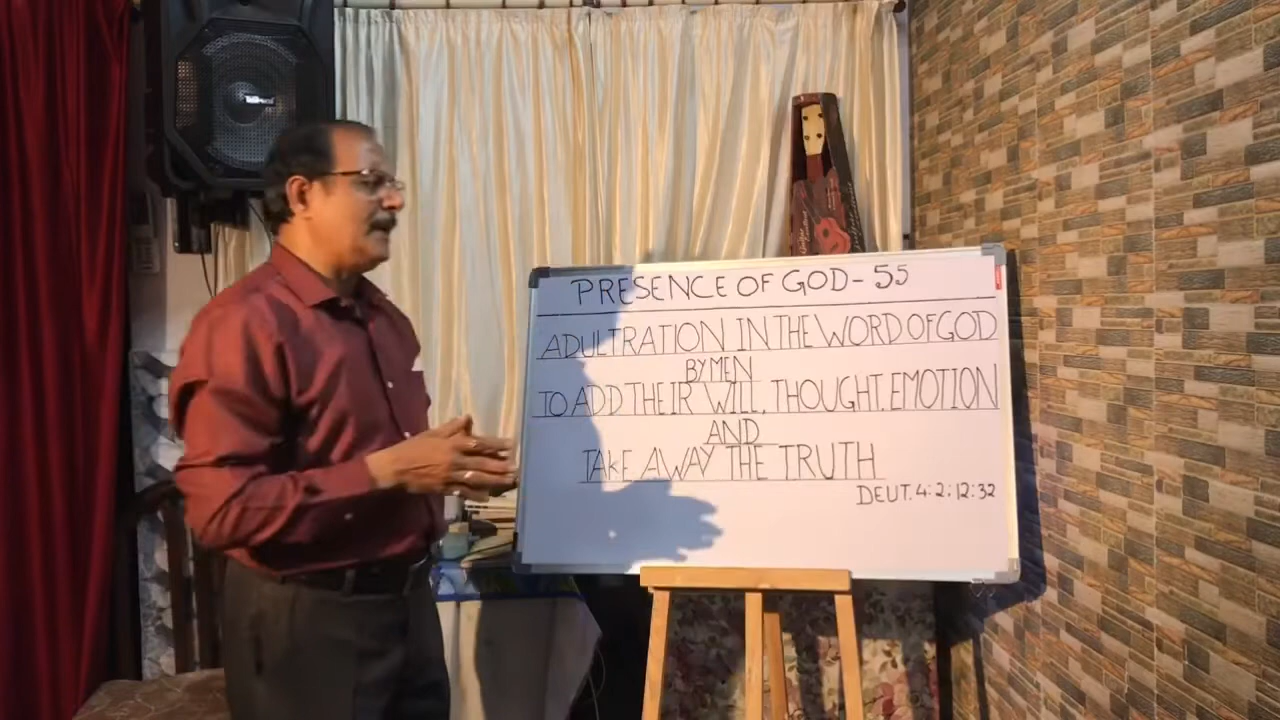 PRESENCE OF GOD - 55
ADULTRATION IN THE WORD OF GOD
BY MEN
TO ADD THEIR WILL, THOUGHT, EMOTION
AND
TAKE AWAY THE TRUTH
DEUT. 4:2; 12:32